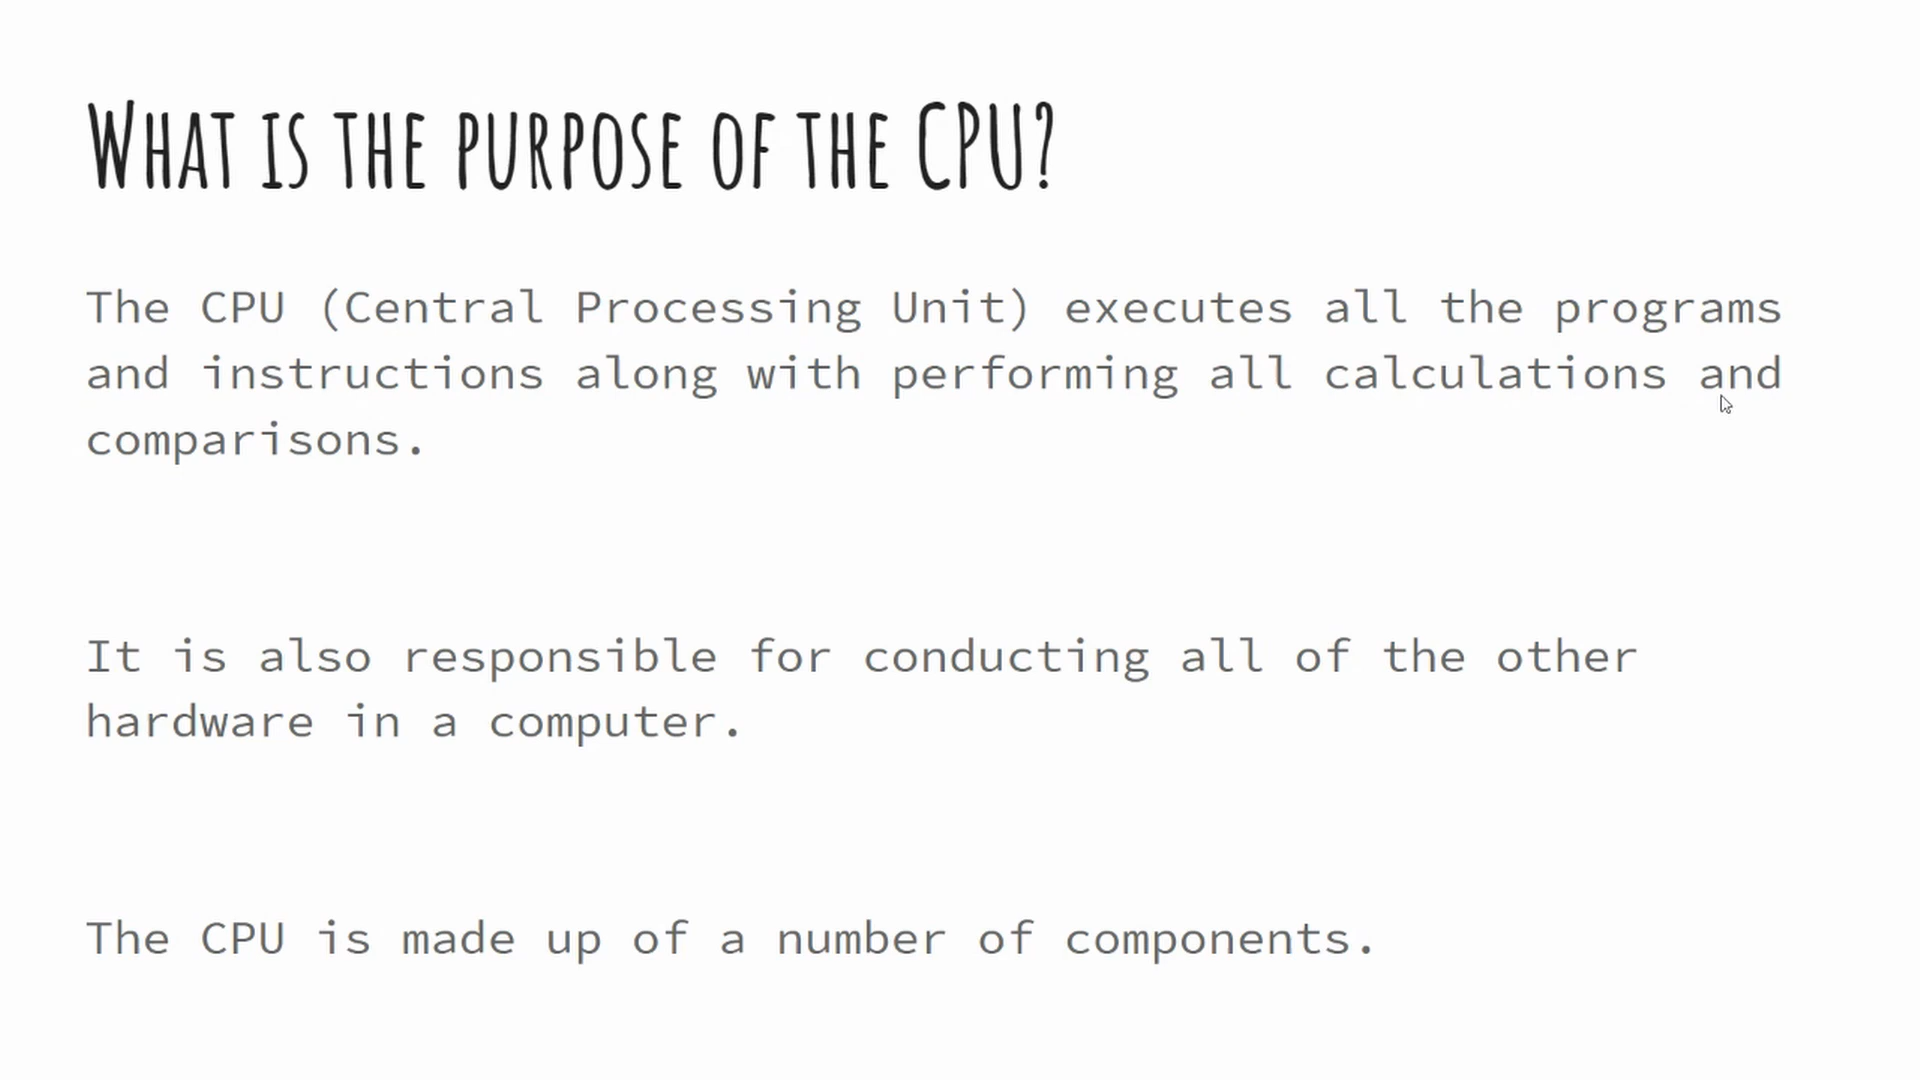 What is the purpose of the CPU?
The CPU (Central Processing Unit) executes all the programs
and instructions along with performing all calculations and
comparisons.
It is also responsible for conducting all of the other
hardware in a computer.
The CPU is made up of a number of components.